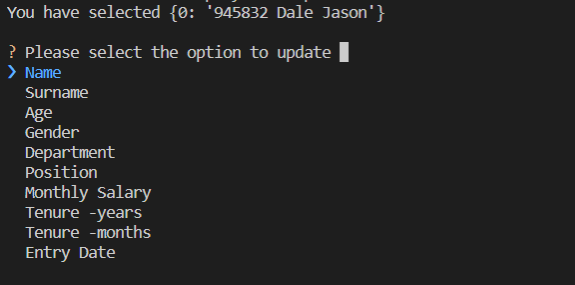 You have selected {0: '945832 Dale Jason'}
? Please select the option to update
❯ Name
Surname
Age
Gender
Department
Position
Monthly Salary
Tenure -years
Tenure -months
Entry Date